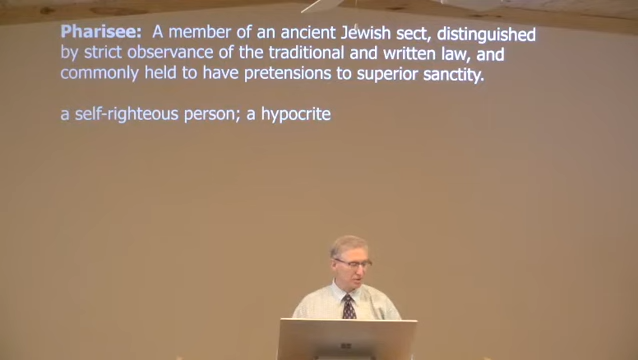 Pharisee: A member of an ancient Jewish sect, distinguished
by strict observance of the traditional and written law, and
commonly held to have pretensions to superior sanctity.
a self-righteous person; a hypocrite